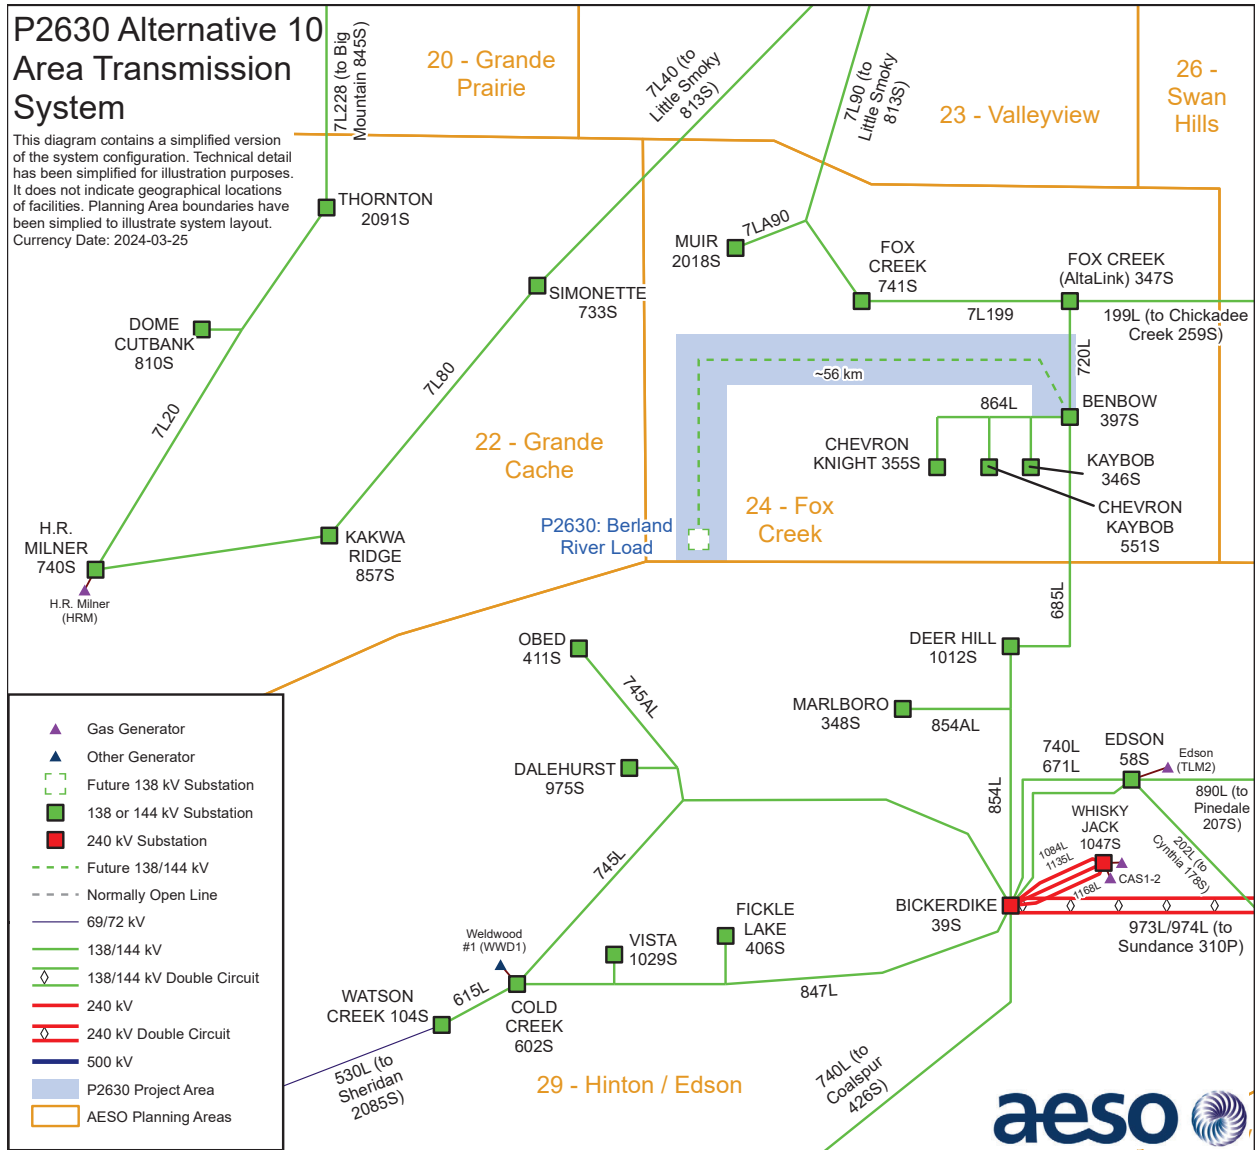 P2630 Alternative 10
Area Transmission
System
This diagram contains a simplified version
of the system configuration. Technical detail
has been simplified for illustration purposes.
It does not indicate geographical locations
of facilities. Planning Area boundaries have
been simplied to illustrate system layout.
Currency Date: 2024-03-25
7L228 (to Big
Mountain 845S)
20 - Grande
Prairie
7L40 (to
Little Smoky
813S)
7L90 (to
Little Smoky
813S)
23 - Valleyview
26 -
Swan
Hills
THORNTON
2091S
MUIR
2018S
7LA90
FOX
CREEK
741S
FOX CREEK
(AltaLink) 347S
SIMONETTE
733S
7L199
199L (to Chickadee
Creek 259S)
DOME
CUTBANK
810S
7L20
7L80
~56 km
720L
864L
BENBOW
397S
22 - Grande
Cache
CHEVRON
KNIGHT 355S
KAYBOB
346S
CHEVRON
KAYBOB
551S
24 - Fox
Creek
P2630: Berland
River Load
H.R.
MILNER
740S
H.R. Milner
(HRM)
KAKWA
RIDGE
857S
685L
OBED
411S
745AL
DEER HILL
1012S
MARLBORO
348S
854AL
DALEHURST
975S
854L
740L
671L
EDSON
58S
Edson
(TLM2)
890L (to
Pinedale
207S)
WHISKY
JACK
1047S
1084L
1135L
1168L
CAS1-2
202L (to
Cynthia 178S)
745L
BICKERDIKE
39S
973L/974L (to
Sundance 310P)
FICKLE
LAKE
406S
VISTA
1029S
Weldwood
#1 (WWD1)
847L
WATSON
CREEK 104S
615L
COLD
CREEK
602S
530L (to
Sheridan
2085S)
29 - Hinton / Edson
740L (to
Coalspur
426S)
Gas Generator
Other Generator
Future 138 kV Substation
138 or 144 kV Substation
240 kV Substation
Future 138/144 kV
Normally Open Line
69/72 kV
138/144 kV
138/144 kV Double Circuit
240 kV
240 kV Double Circuit
500 kV
P2630 Project Area
AESO Planning Areas
aeso